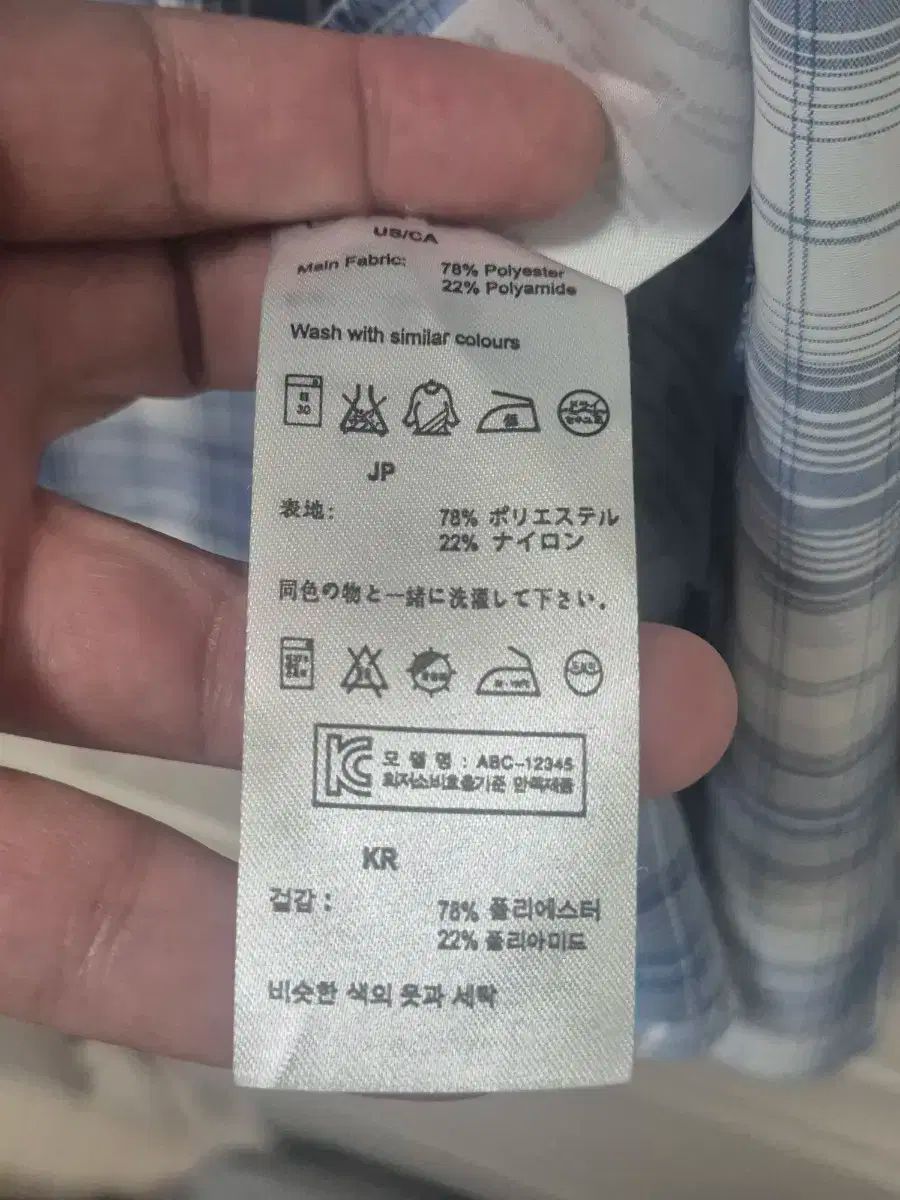 US/CA
Main Fabric: 78% Polyester
22% Polyamide
Wash with similar colours
30
JP
表地: 78% ポリエステル
22% ナイロン
同色の物と一緒に洗濯して下さい。
KC 모 델 명 : ABC-12345
최저소비효율기준 만족제품
KR
겉감 : 78% 폴리에스터
22% 폴리아미드
비슷한 색의 옷과 세탁